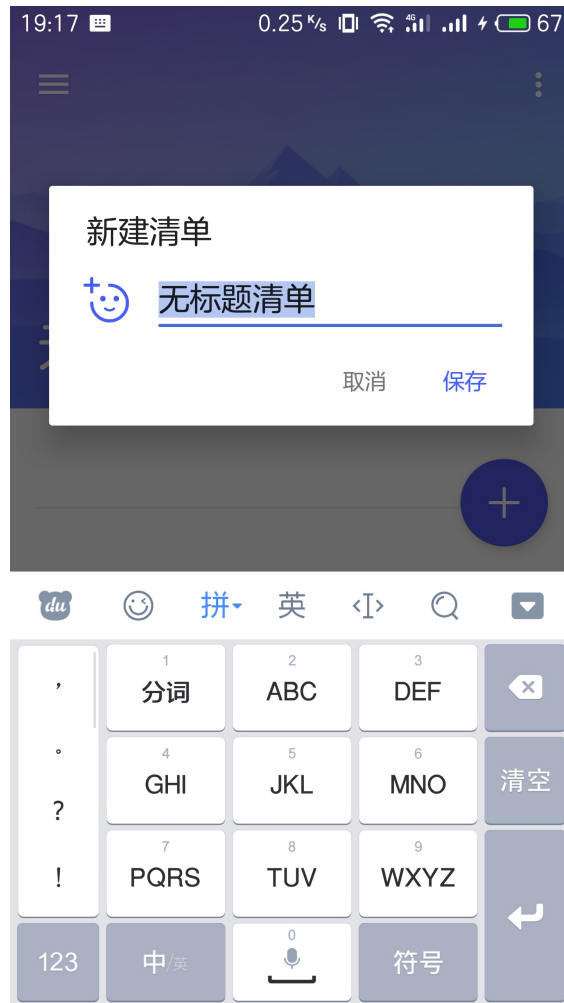 19:17 0.25 K/s 4G 67
新建清单
无标题清单
取消 保存
du 拼 英
, 1 分词 2 ABC 3 DEF
。 4 GHI 5 JKL 6 MNO 清空
?
! 7 PQRS 8 TUV 9 WXYZ
123 中/英 0 符号